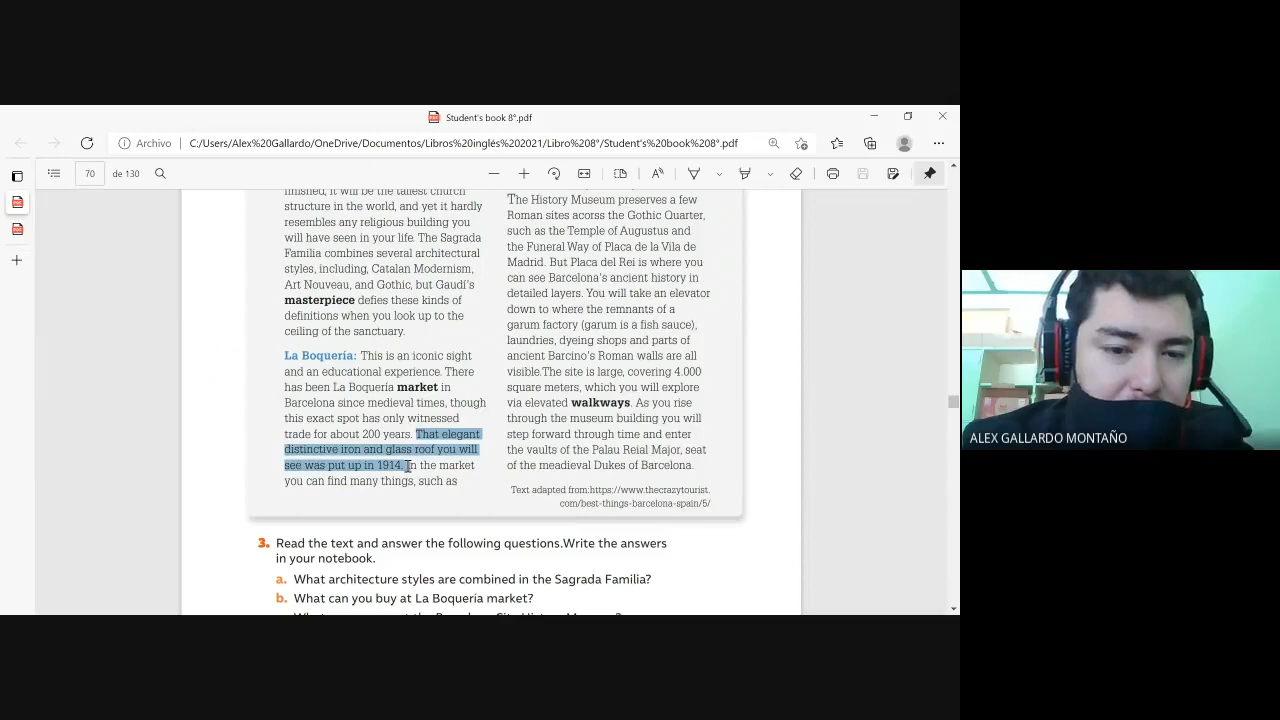 Student's book 8°.pdf
Archivo
C:/Users/Alex%20Gallardo/OneDrive/Documentos/Libros%20inglés%202021/Libro%208°/Student's%20book%208°.pdf
70 de 130
finished, it will be the tallest church
structure in the world, and yet it hardly
resembles any religious building you
will have seen in your life. The Sagrada
Familia combines several architectural
styles, including, Catalan Modernism,
Art Nouveau, and Gothic, but Gaudí's
masterpiece defies these kinds of
definitions when you look up to the
ceiling of the sanctuary.
La Boquería: This is an iconic sight
and an educational experience. There
has been La Boquería market in
Barcelona since medieval times, though
this exact spot has only witnessed
trade for about 200 years. That elegant
distinctive iron and glass roof you will
see was put up in 1914. In the market
you can find many things, such as
The History Museum preserves a few
Roman sites acorss the Gothic Quarter,
such as the Temple of Augustus and
the Funeral Way of Placa de la Vila de
Madrid. But Placa del Rei is where you
can see Barcelona's ancient history in
detailed layers. You will take an elevator
down to where the remnants of a
garum factory (garum is a fish sauce),
laundries, dyeing shops and parts of
ancient Barcino's Roman walls are all
visible.The site is large, covering 4.000
square meters, which you will explore
via elevated walkways. As you rise
through the museum building you will
step forward through time and enter
the vaults of the Palau Reial Major, seat
of the meadieval Dukes of Barcelona.
Text adapted from:https://www.thecrazytourist.
com/best-things-barcelona-spain/5/
3. Read the text and answer the following questions.Write the answers
in your notebook.
a. What architecture styles are combined in the Sagrada Familia?
b. What can you buy at La Boquería market?
ALEX GALLARDO MONTAÑO